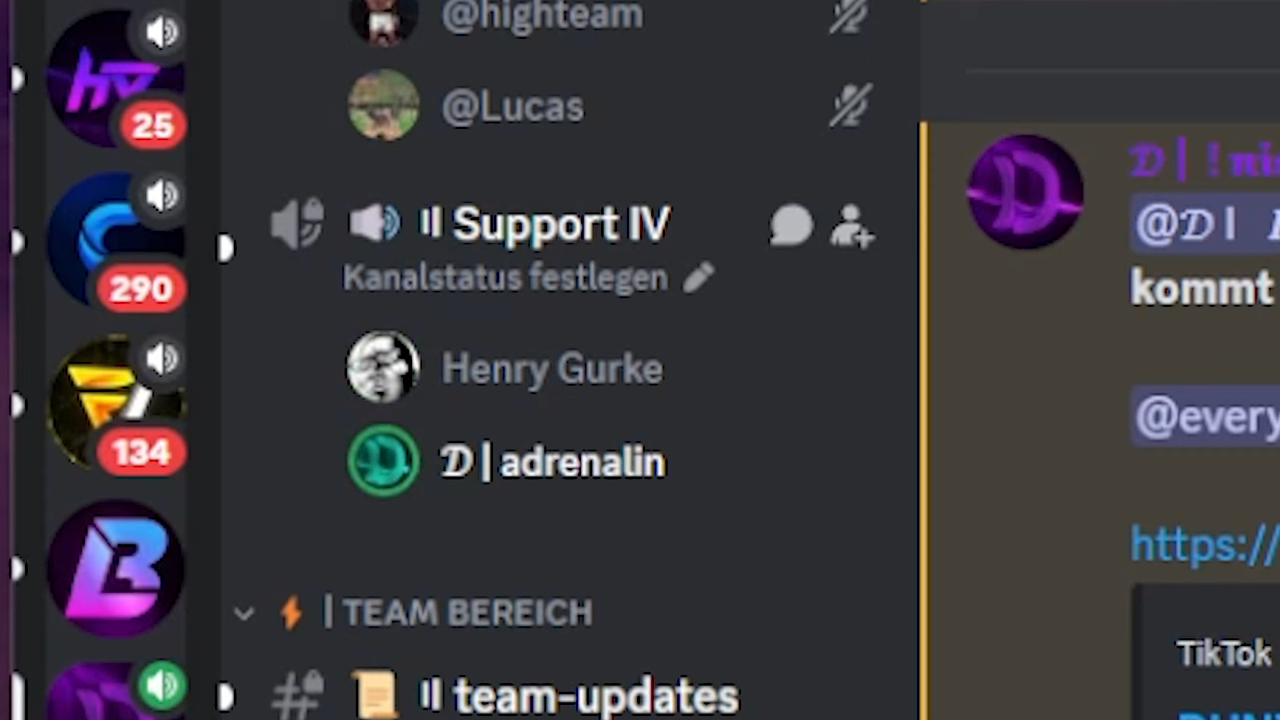 25
290
134
@highteam
@Lucas
|| Support IV
Kanalstatus festlegen
Henry Gurke
𝓓 | adrenalin
| TEAM BEREICH
|| team-updates
𝓓 |
@𝓓 |
kommt
@every
https://
TikTok